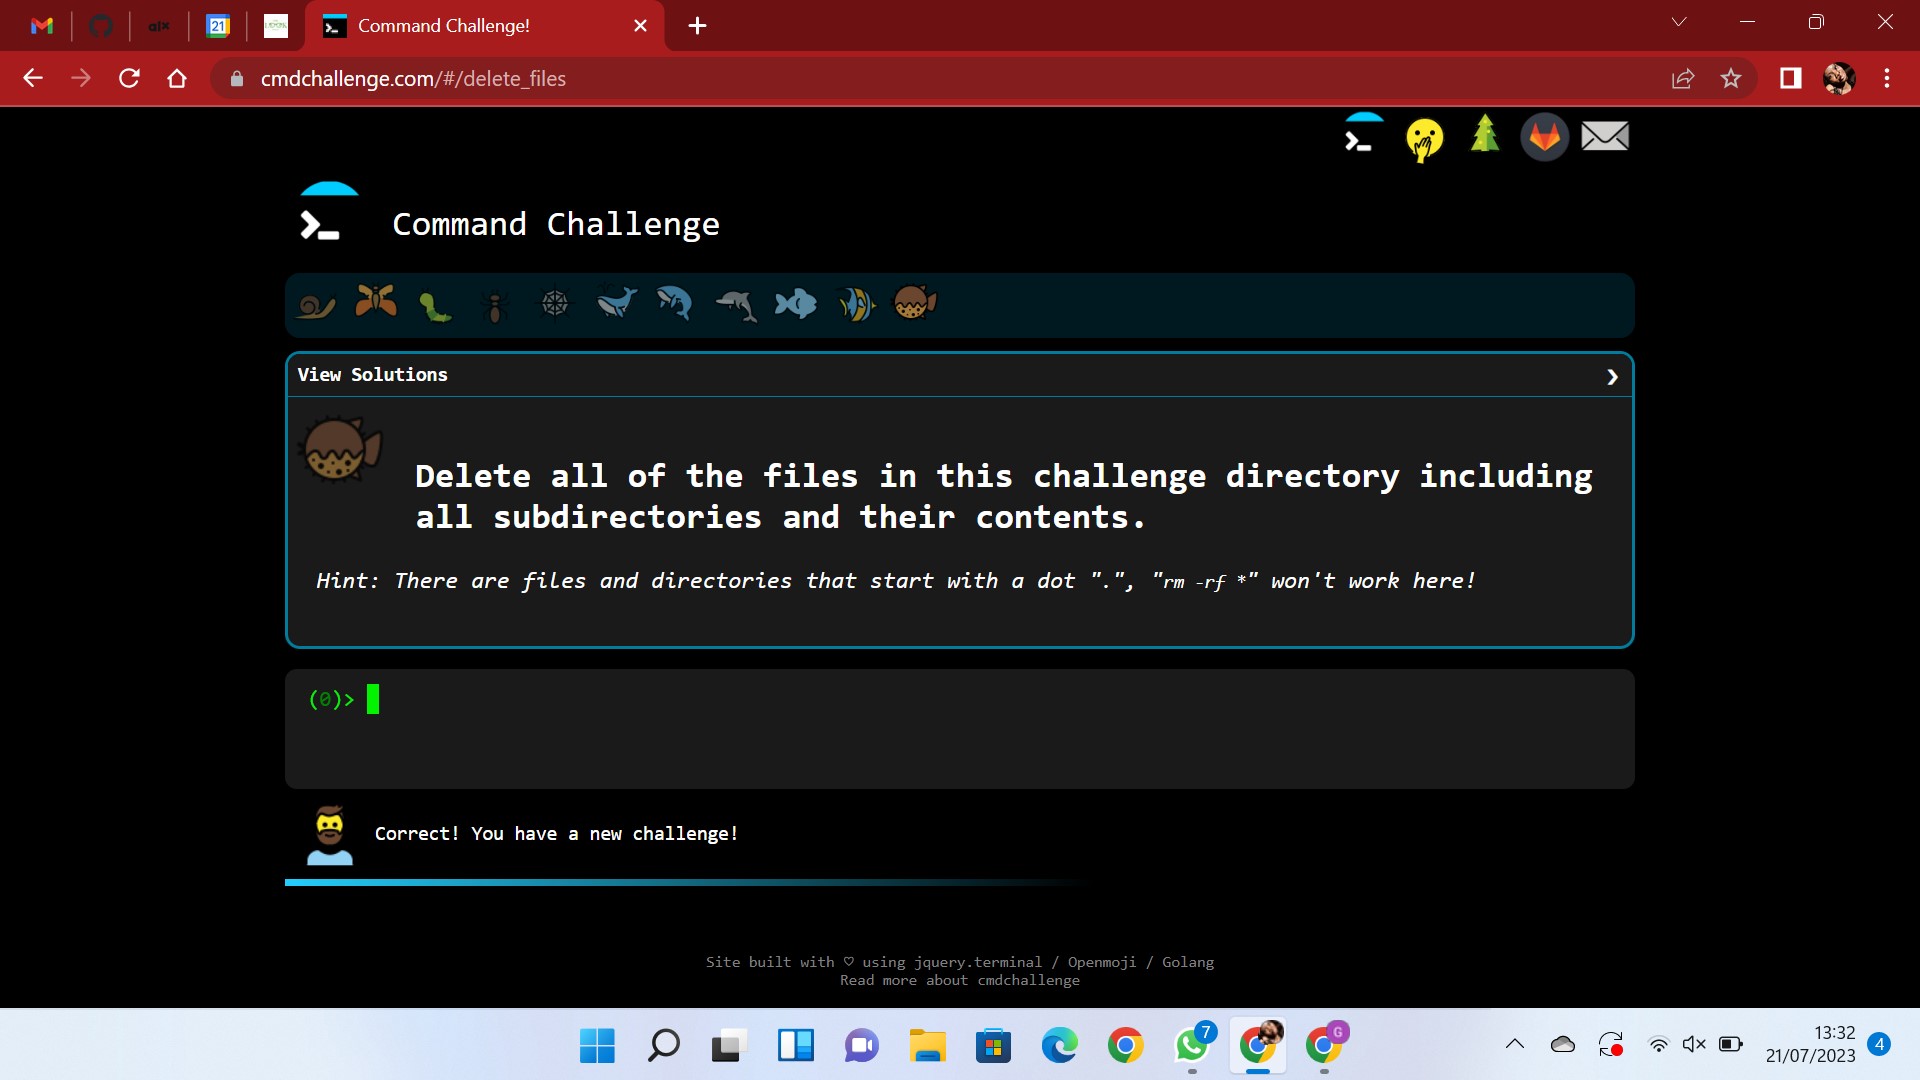 21
Command Challenge!
cmdchallenge.com/#/delete_files
Command Challenge
View Solutions
Delete all of the files in this challenge directory including
all subdirectories and their contents.
Hint: There are files and directories that start with a dot ".", "rm -rf *" won't work here!
(0)>
Correct! You have a new challenge!
Site built with ♡ using jquery.terminal / Openmoji / Golang
Read more about cmdchallenge
7
G
13:32
21/07/2023
4